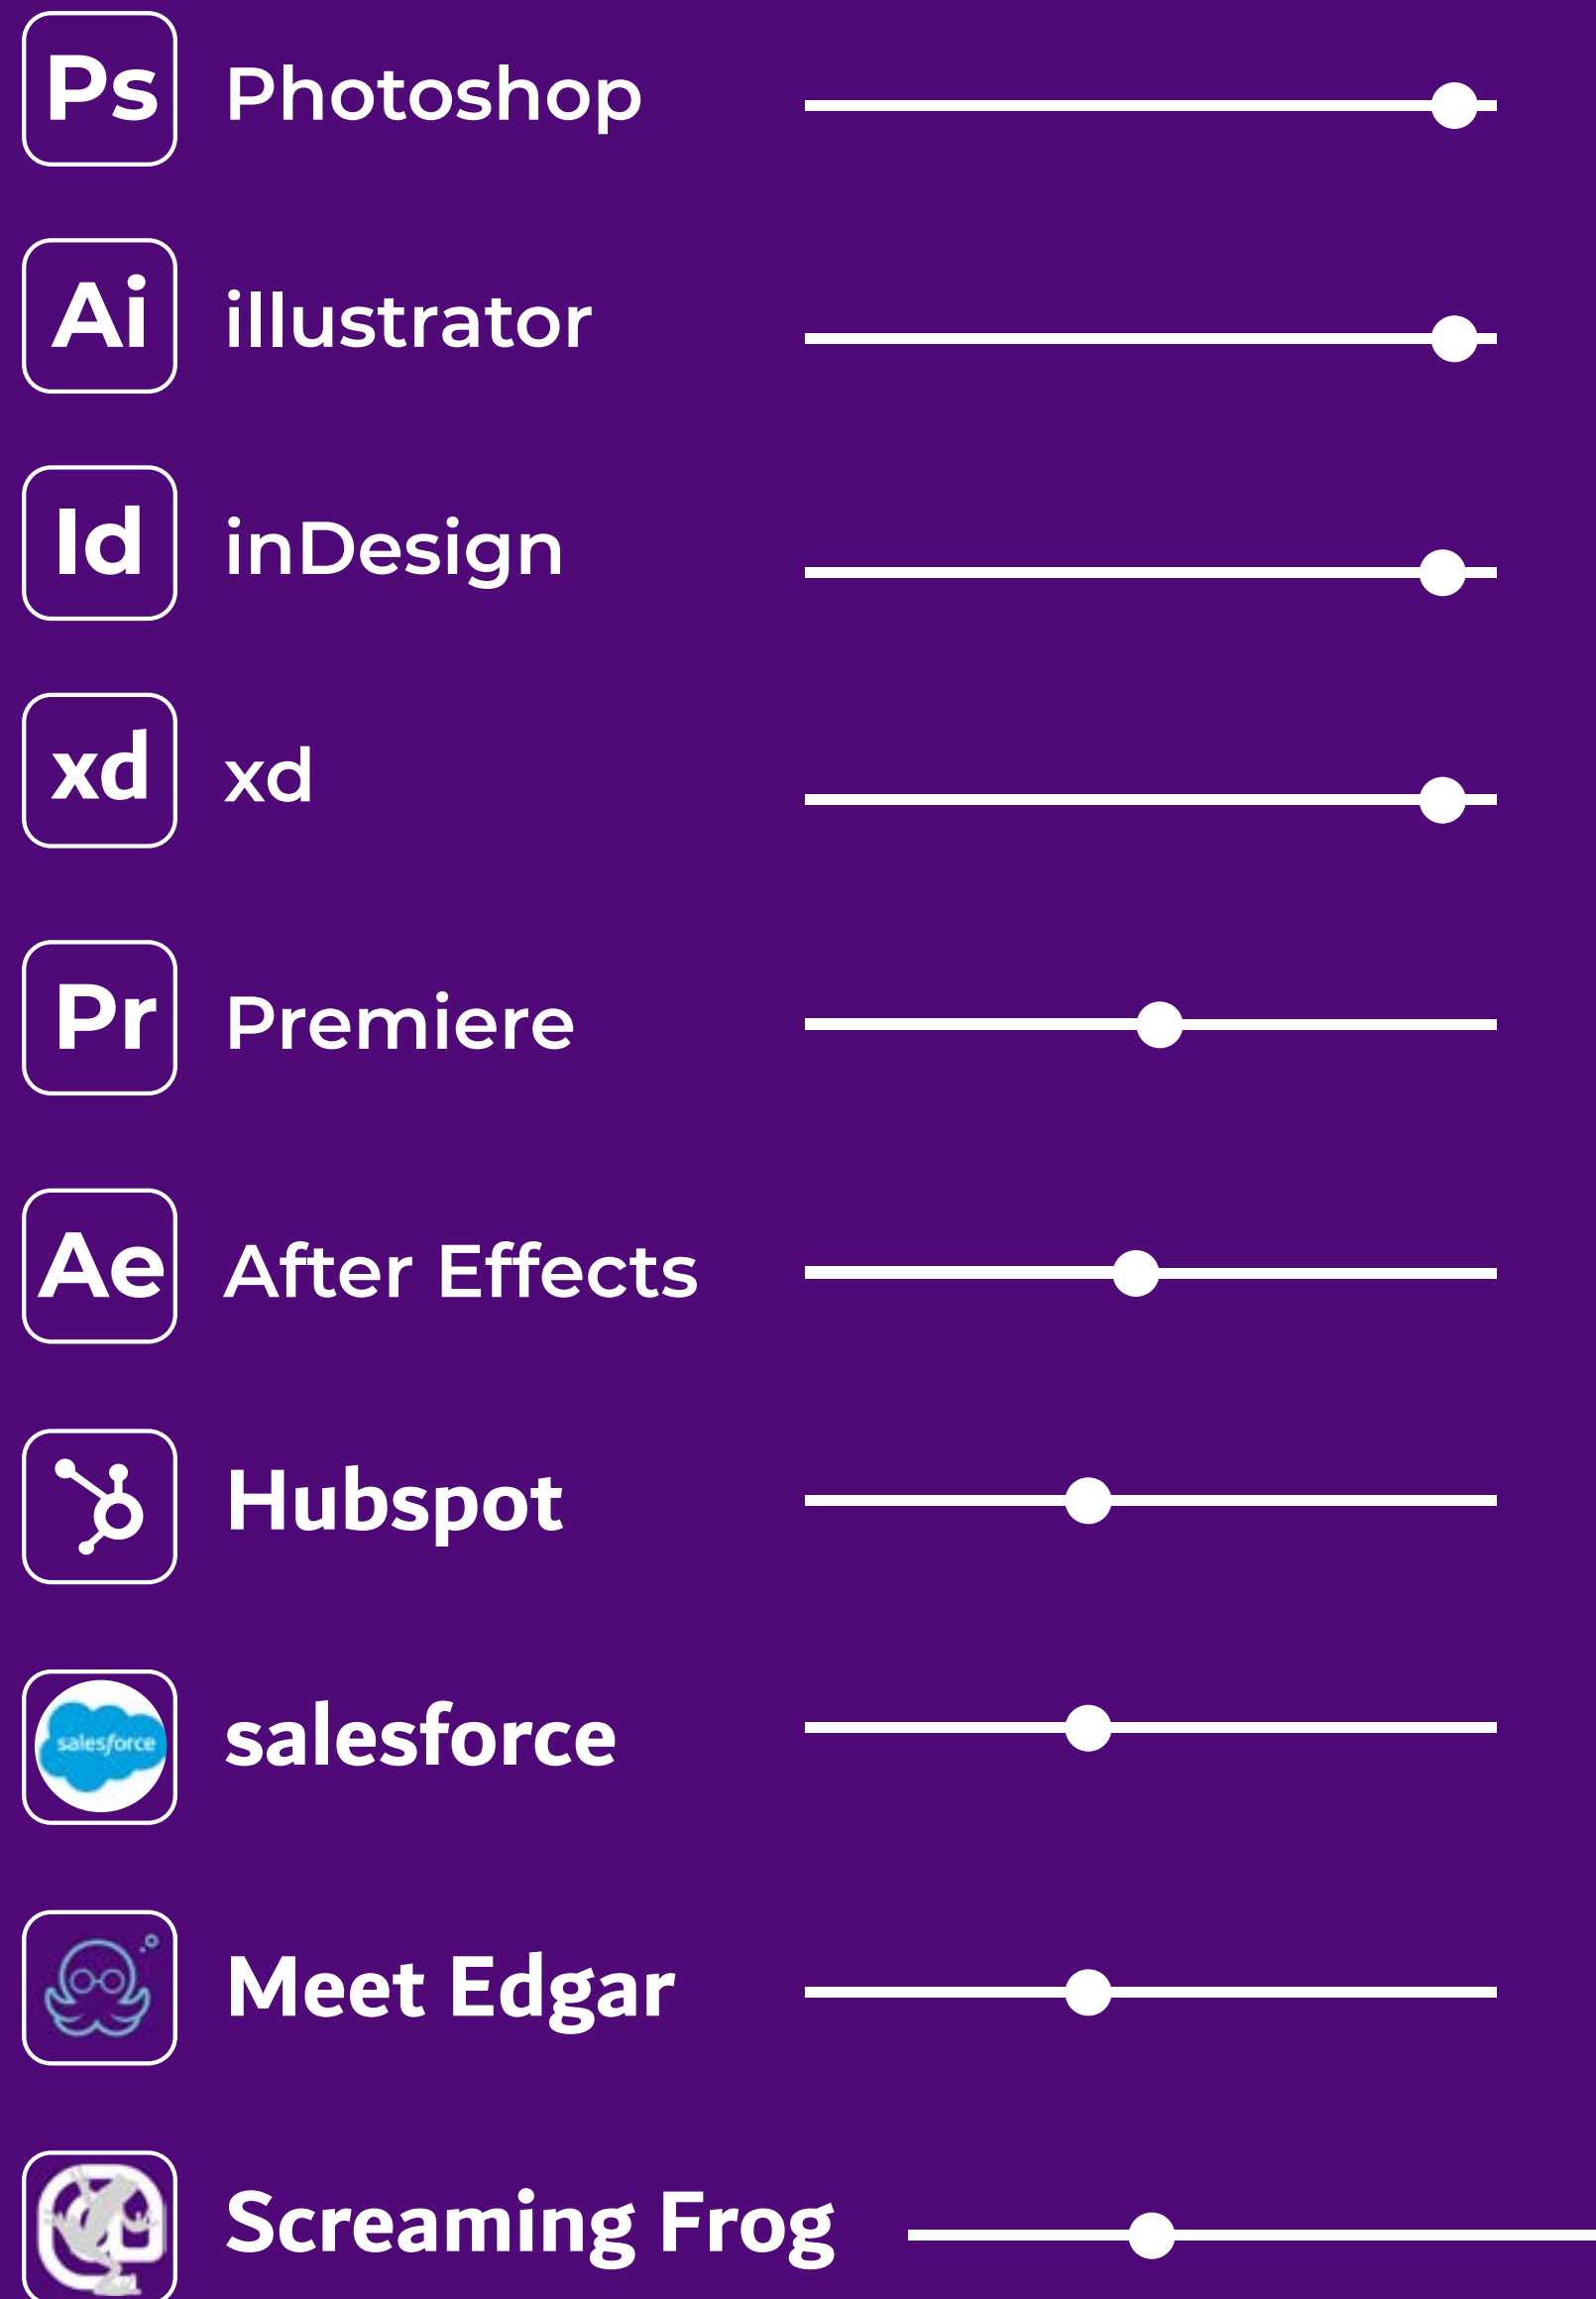 Ps Photoshop
Ai illustrator
Id inDesign
xd xd
Pr Premiere
Ae After Effects
Hubspot
salesforce salesforce
Meet Edgar
Screaming Frog